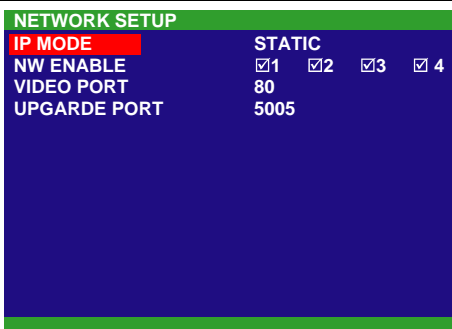 NETWORK SETUP
IP MODE STATIC
NW ENABLE ☑1 ☑2 ☑3 ☑ 4
VIDEO PORT 80
UPGARDE PORT 5005